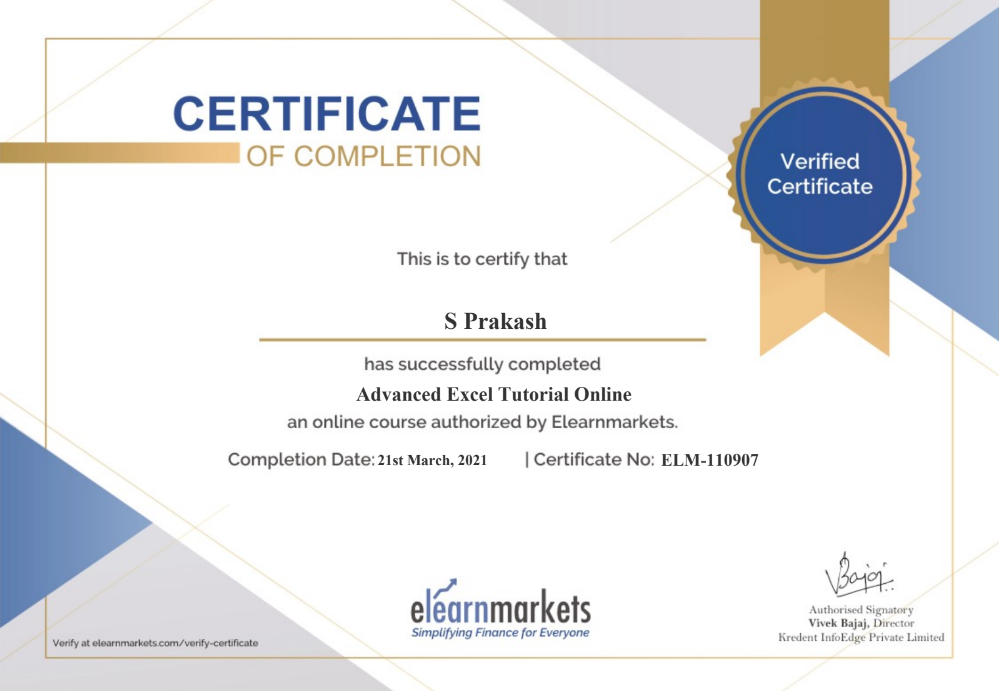 CERTIFICATE
OF COMPLETION
Verified
Certificate
This is to certify that
S Prakash
has successfully completed
Advanced Excel Tutorial Online
an online course authorized by Elearnmarkets.
Completion Date: 21st March, 2021 | Certificate No: ELM-110907
Bajaj
elearnmarkets
Simplifying Finance for Everyone
Authorised Signatory
Vivek Bajaj, Director
Kredent InfoEdge Private Limited
Verify at elearnmarkets.com/verify-certificate